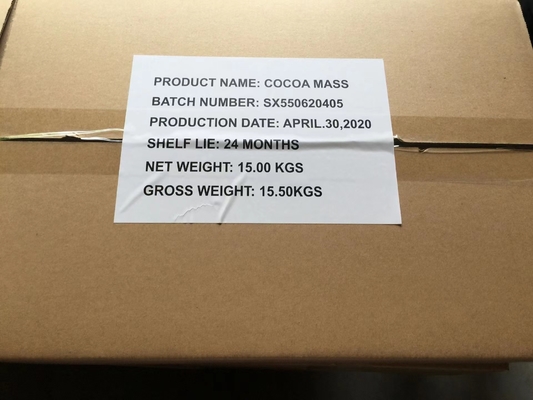 PRODUCT NAME: COCOA MASS
BATCH NUMBER: SX550620405
PRODUCTION DATE: APRIL.30,2020
SHELF LIE: 24 MONTHS
NET WEIGHT: 15.00 KGS
GROSS WEIGHT: 15.50KGS